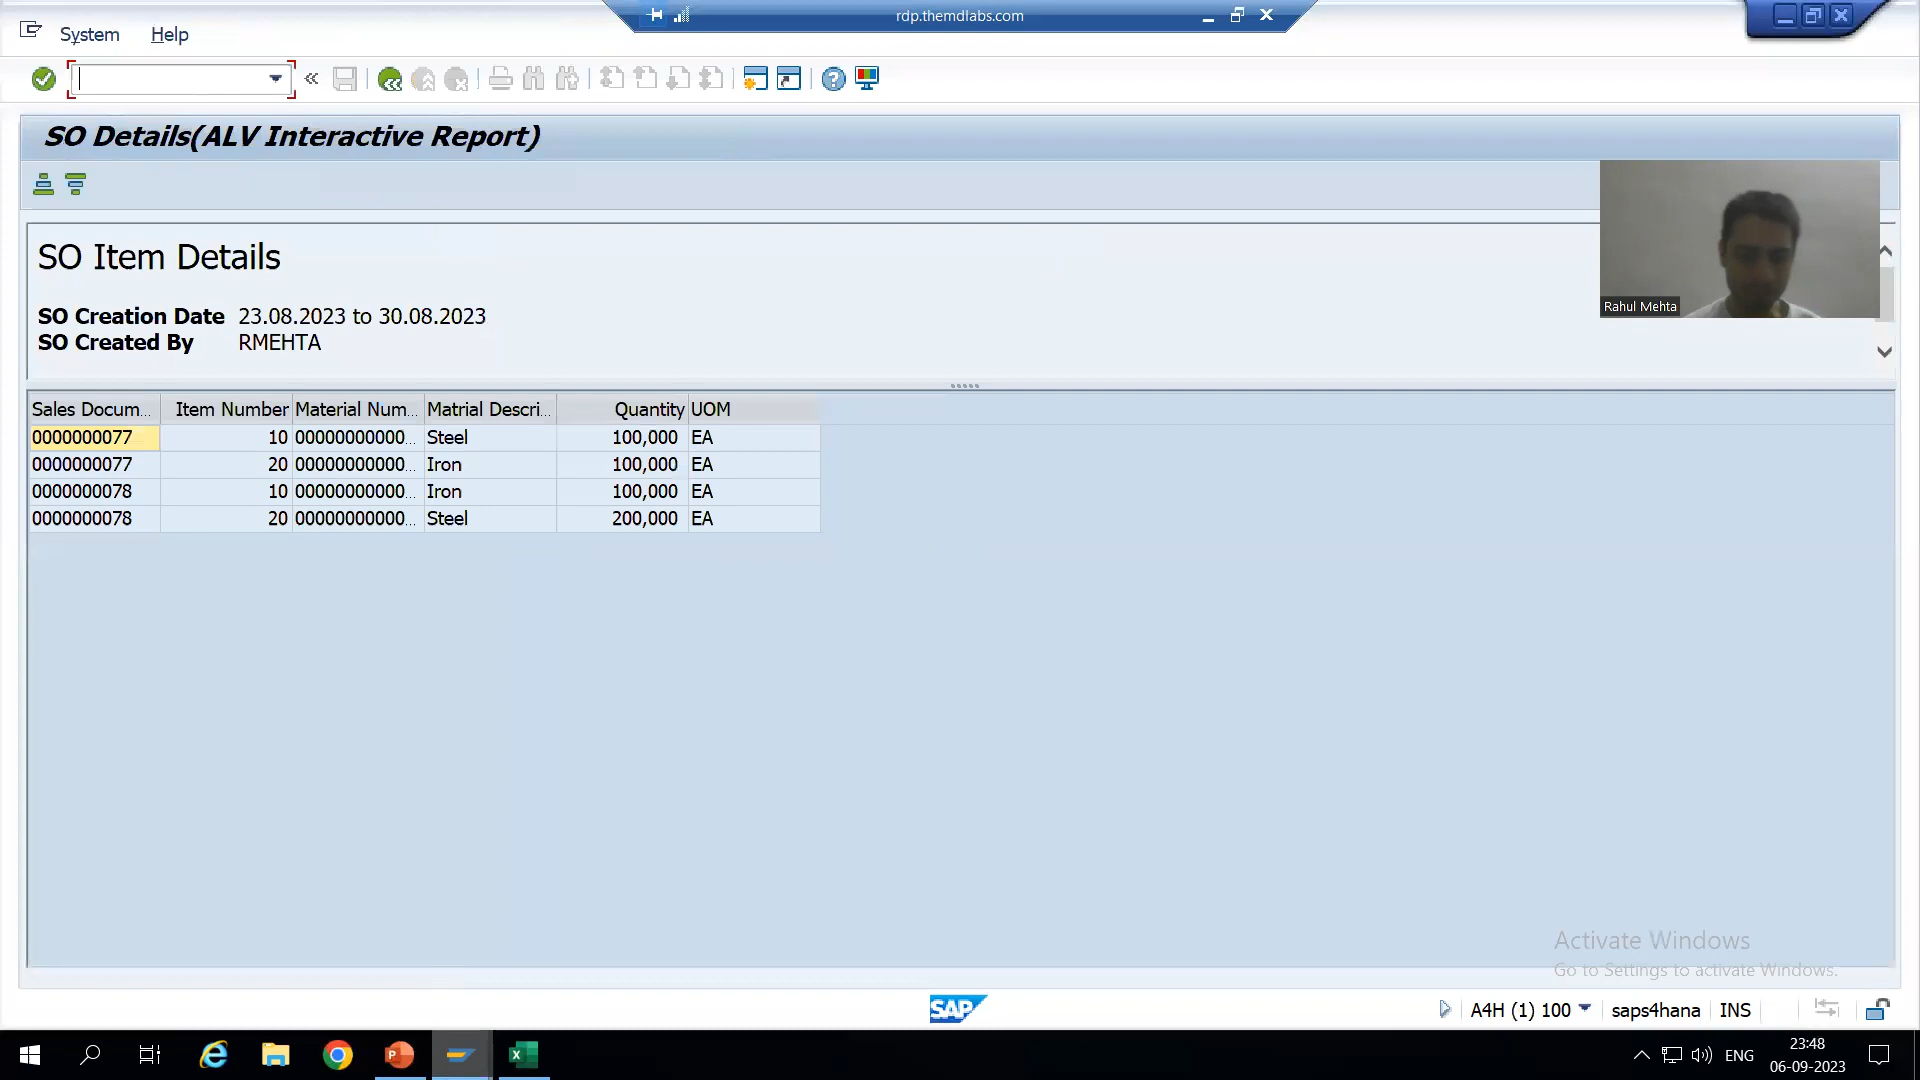 rdp.themdlabs.com
System Help
SO Details(ALV Interactive Report)
SO Item Details
Rahul Mehta
SO Creation Date 23.08.2023 to 30.08.2023
SO Created By RMEHTA
Sales Docum... Item Number Material Num... Matrial Descri... Quantity UOM
0000000077 10 00000000000... Steel 100,000 EA
0000000077 20 00000000000... Iron 100,000 EA
0000000078 10 00000000000... Iron 100,000 EA
0000000078 20 00000000000... Steel 200,000 EA
Activate Windows
Go to Settings to activate Windows.
SAP
A4H (1) 100 saps4hana INS
ENG
23:48
06-09-2023